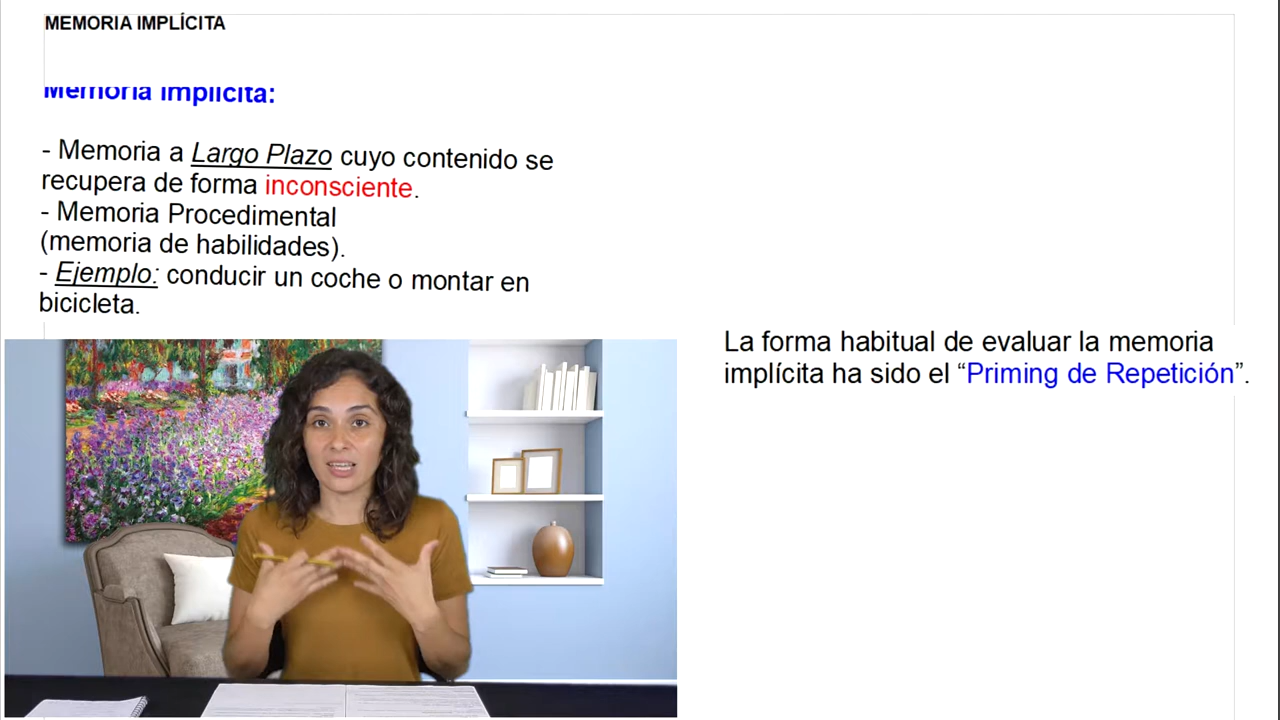 MEMORIA IMPLÍCITA
Memoria Implícita:
- Memoria a Largo Plazo cuyo contenido se
recupera de forma inconsciente.
- Memoria Procedimental
(memoria de habilidades).
- Ejemplo: conducir un coche o montar en
bicicleta.
La forma habitual de evaluar la memoria
implícita ha sido el “Priming de Repetición”.